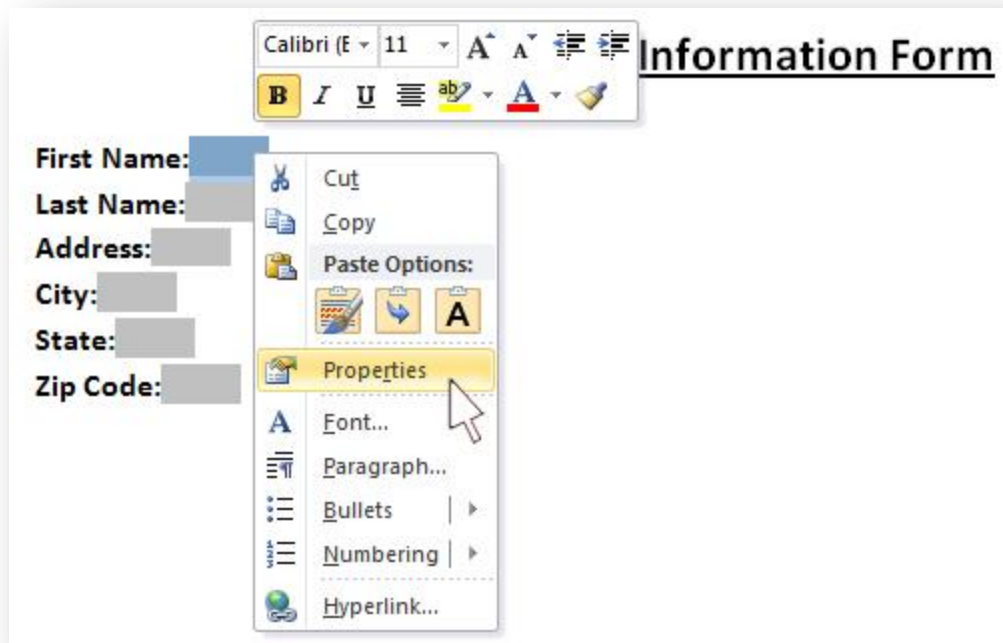 Calibri (E 11 A A
Information Form
B I U ab A
First Name:
Last Name:
Address:
City:
State:
Zip Code:
Cut
Copy
Paste Options:
A
Properties
A Font...
Paragraph...
Bullets
Numbering
Hyperlink...